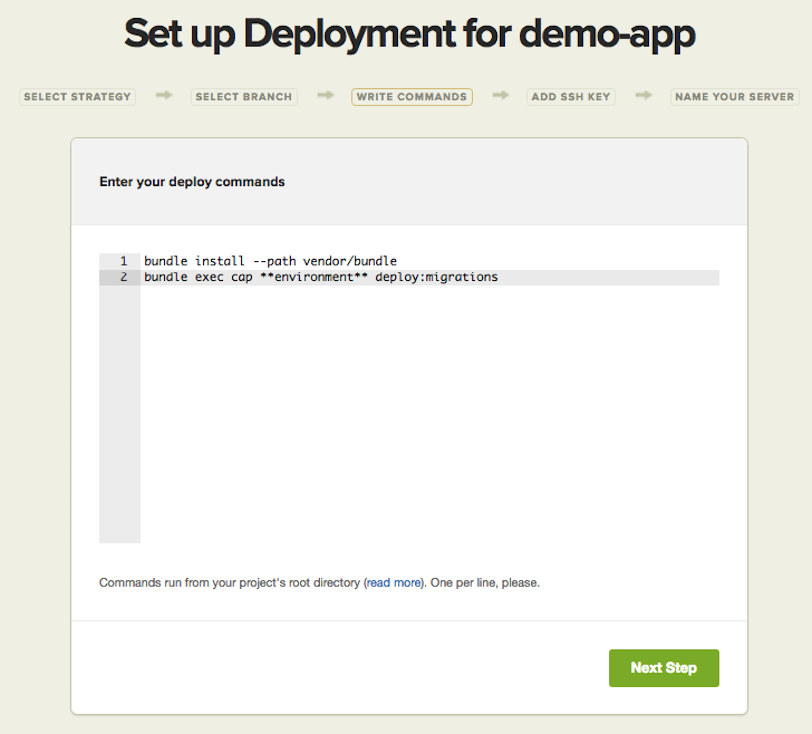 Set up Deployment for demo-app
SELECT STRATEGY SELECT BRANCH WRITE COMMANDS ADD SSH KEY NAME YOUR SERVER
Enter your deploy commands
1 bundle install --path vendor/bundle
2 bundle exec cap **environment** deploy:migrations
Commands run from your project's root directory (read more). One per line, please.
Next Step